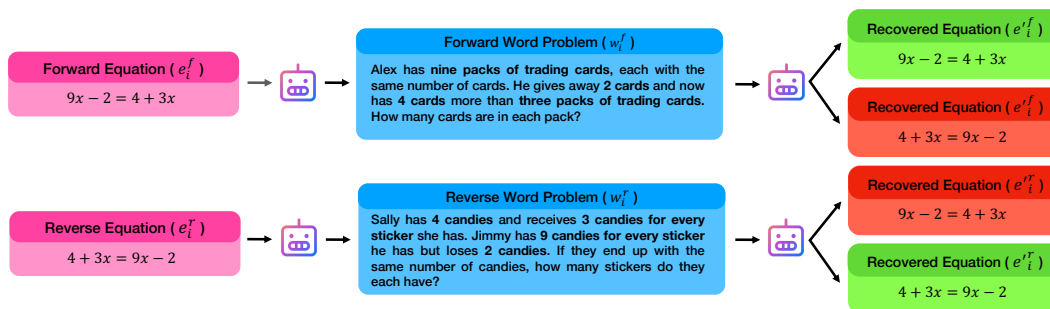 Forward Equation ( e_i^f )
9x − 2 = 4 + 3x
Forward Word Problem ( w_i^f )
Alex has nine packs of trading cards, each with the
same number of cards. He gives away 2 cards and now
has 4 cards more than three packs of trading cards.
How many cards are in each pack?
Recovered Equation ( e'_i^f )
9x − 2 = 4 + 3x
Recovered Equation ( e'_i^f )
4 + 3x = 9x − 2
Reverse Equation ( e_i^r )
4 + 3x = 9x − 2
Reverse Word Problem ( w_i^r )
Sally has 4 candies and receives 3 candies for every
sticker she has. Jimmy has 9 candies for every sticker
he has but loses 2 candies. If they end up with the
same number of candies, how many stickers do they
each have?
Recovered Equation ( e'_i^r )
9x − 2 = 4 + 3x
Recovered Equation ( e'_i^r )
4 + 3x = 9x − 2